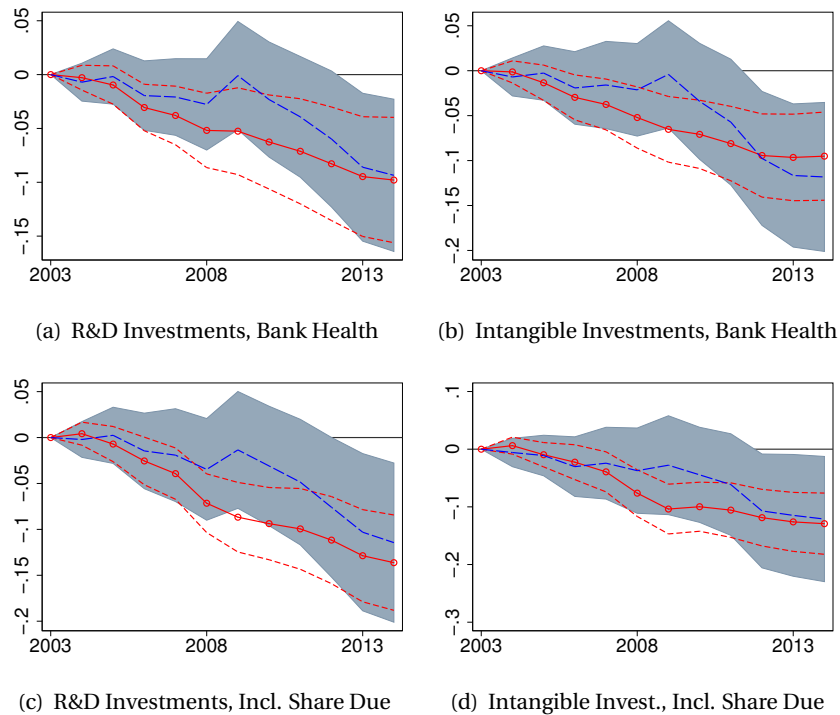 .05
0
-.05
-.1
-.15
2003 2008 2013
(a) R&D Investments, Bank Health
.05
0
-.05
-.1
-.15
-.2
2003 2008 2013
(b) Intangible Investments, Bank Health
.05
0
-.05
-.1
-.15
-.2
2003 2008 2013
(c) R&D Investments, Incl. Share Due
.1
0
-.1
-.2
-.3
2003 2008 2013
(d) Intangible Invest., Incl. Share Due